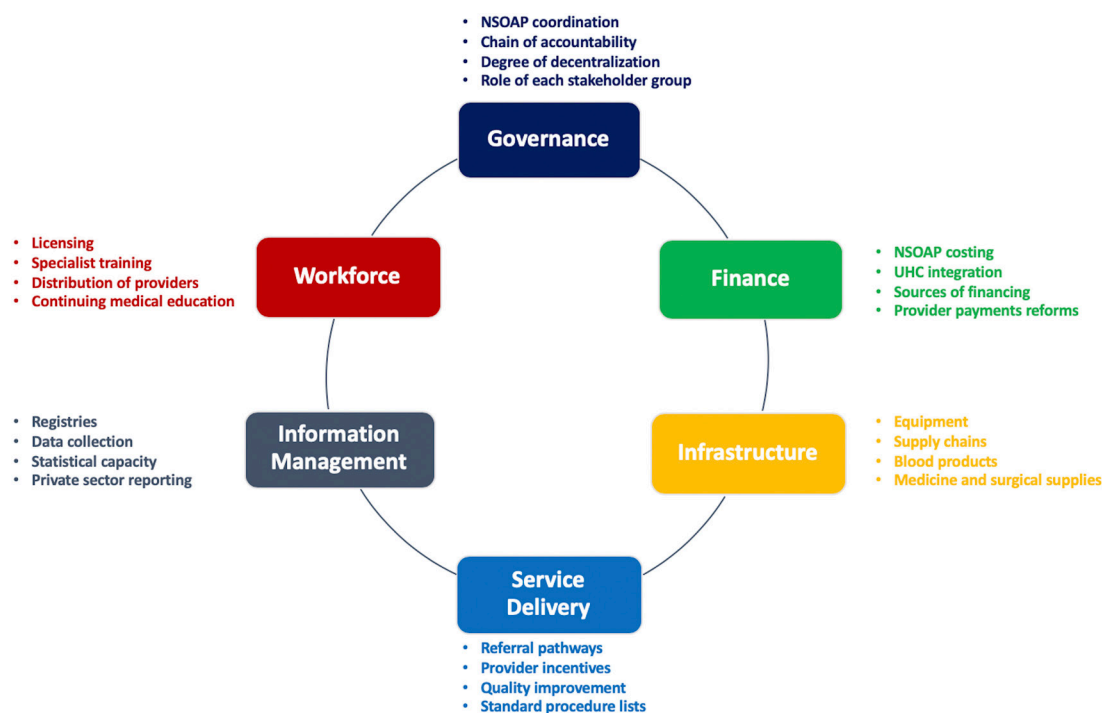 • NSOAP coordination
• Chain of accountability
• Degree of decentralization
• Role of each stakeholder group
Governance
• Licensing
• Specialist training
• Distribution of providers
• Continuing medical education
Workforce
Finance
• NSOAP costing
• UHC integration
• Sources of financing
• Provider payments reforms
• Registries
• Data collection
• Statistical capacity
• Private sector reporting
Information
Management
Infrastructure
• Equipment
• Supply chains
• Blood products
• Medicine and surgical supplies
Service
Delivery
• Referral pathways
• Provider incentives
• Quality improvement
• Standard procedure lists